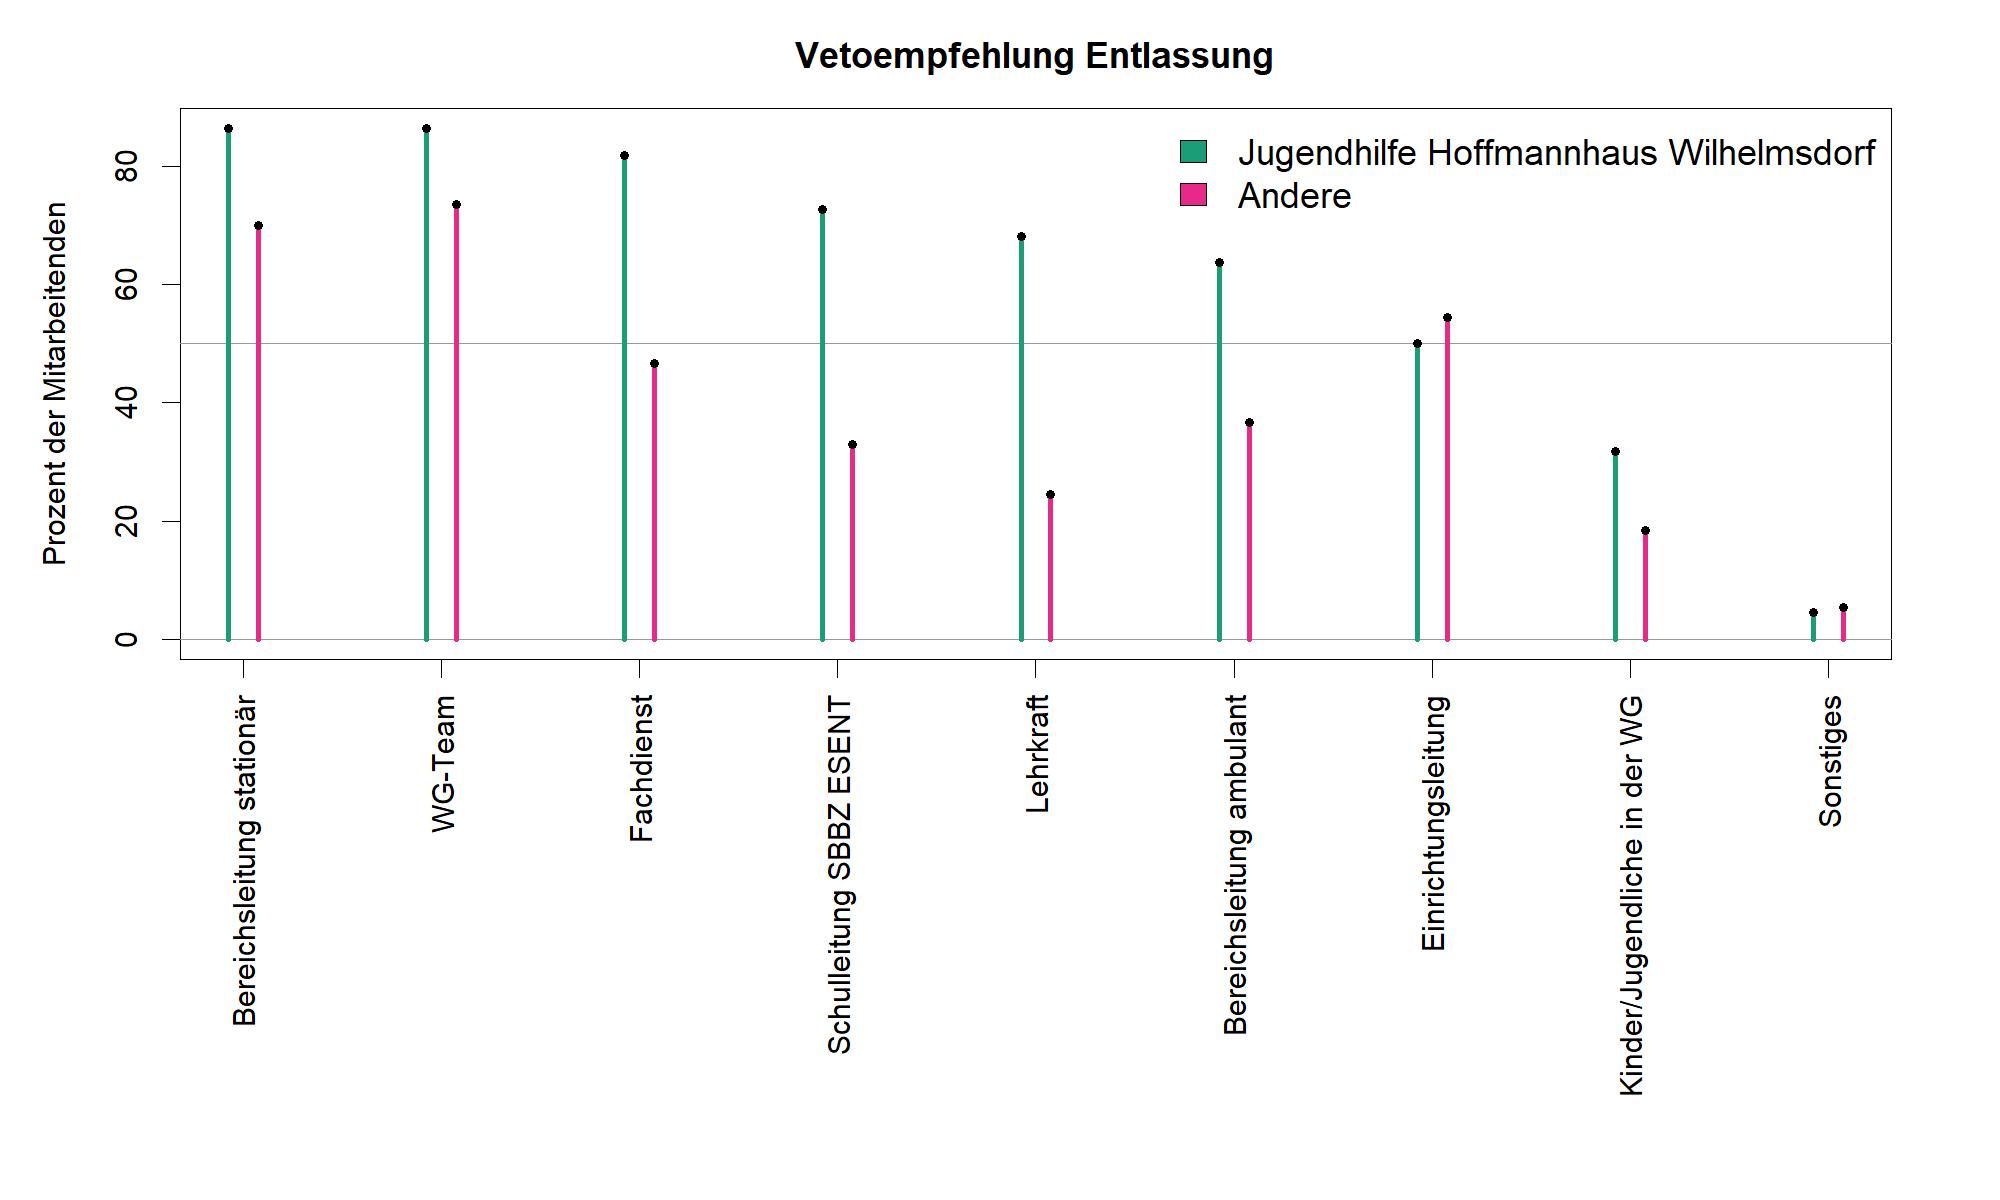 Vetoempfehlung Entlassung
Jugendhilfe Hoffmannhaus Wilhelmsdorf
Andere
Prozent der Mitarbeitenden
80
60
40
20
0
Bereichsleitung stationär
WG-Team
Fachdienst
Schulleitung SBBZ ESENT
Lehrkraft
Bereichsleitung ambulant
Einrichtungsleitung
Kinder/Jugendliche in der WG
Sonstiges